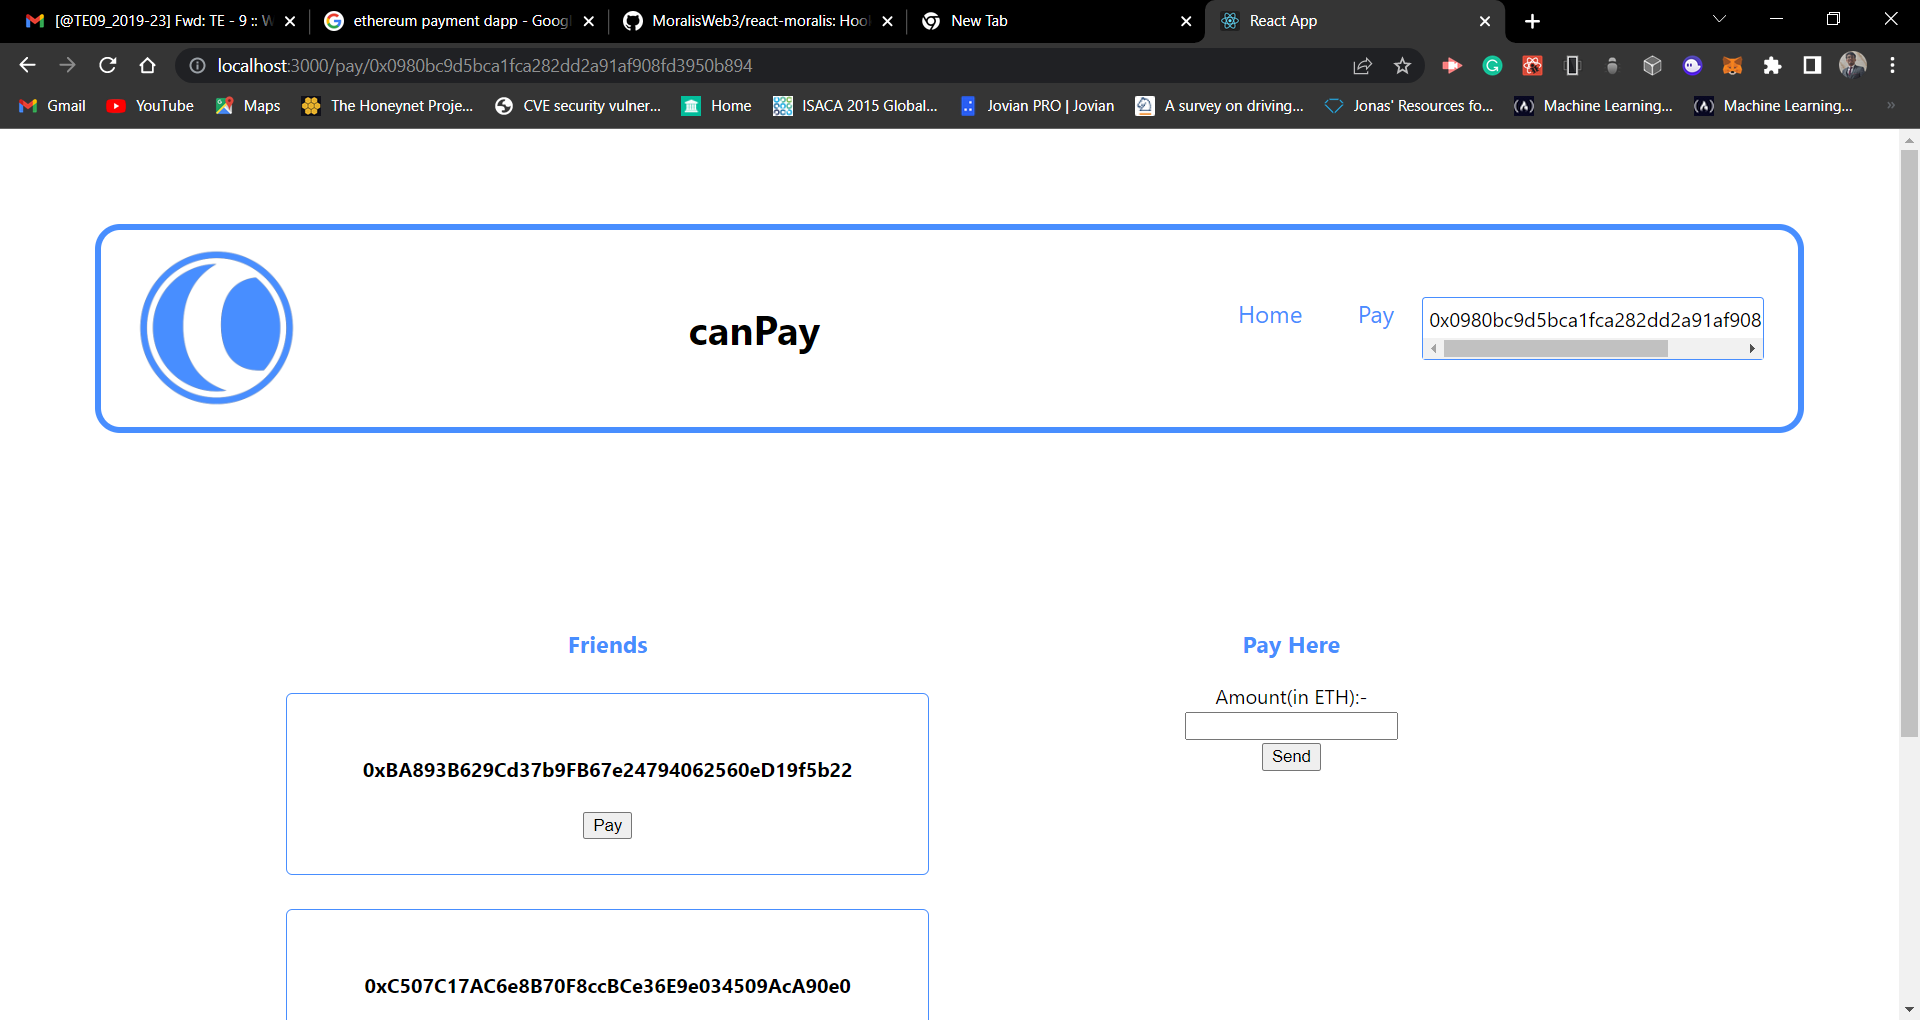 [@TE09_2019-23] Fwd: TE - 9 :: W
ethereum payment dapp - Googl
MoralisWeb3/react-moralis: Hook
New Tab
React App
localhost:3000/pay/0x0980bc9d5bca1fca282dd2a91af908fd3950b894
Gmail
YouTube
Maps
The Honeynet Proje...
CVE security vulner...
Home
ISACA 2015 Global...
Jovian PRO | Jovian
A survey on driving...
Jonas' Resources fo...
Machine Learning...
Machine Learning...
canPay
Home
Pay
0x0980bc9d5bca1fca282dd2a91af908
Friends
0xBA893B629Cd37b9FB67e24794062560eD19f5b22
Pay
0xC507C17AC6e8B70F8ccBCe36E9e034509AcA90e0
Pay Here
Amount(in ETH):-
Send